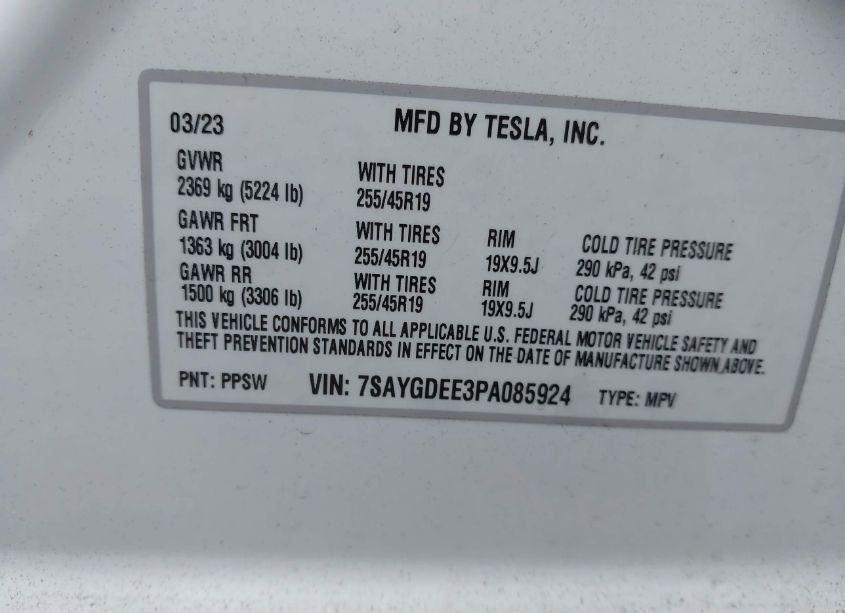 03/23 MFD BY TESLA, INC.
GVWR
2369 kg (5224 lb) WITH TIRES 255/45R19
GAWR FRT
1363 kg (3004 lb) WITH TIRES 255/45R19 RIM 19X9.5J COLD TIRE PRESSURE 290 kPa, 42 psi
GAWR RR
1500 kg (3306 lb) WITH TIRES 255/45R19 RIM 19X9.5J COLD TIRE PRESSURE 290 kPa, 42 psi
THIS VEHICLE CONFORMS TO ALL APPLICABLE U.S. FEDERAL MOTOR VEHICLE SAFETY AND
THEFT PREVENTION STANDARDS IN EFFECT ON THE DATE OF MANUFACTURE SHOWN ABOVE.
PNT: PPSW VIN: 7SAYGDEE3PA085924 TYPE: MPV